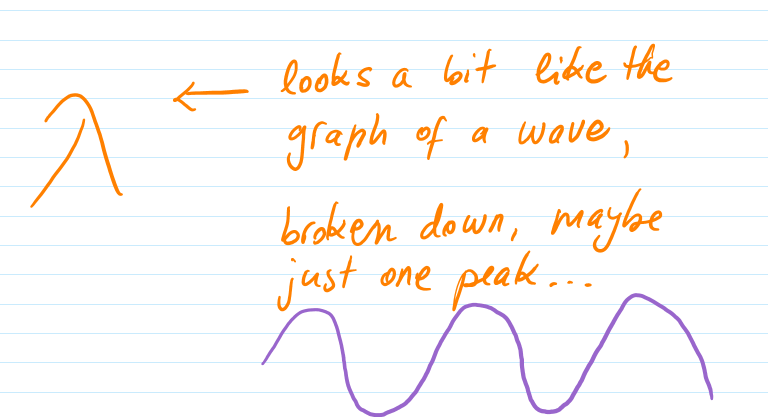 λ ← looks a bit like the
graph of a wave,
broken down, maybe
just one peak...